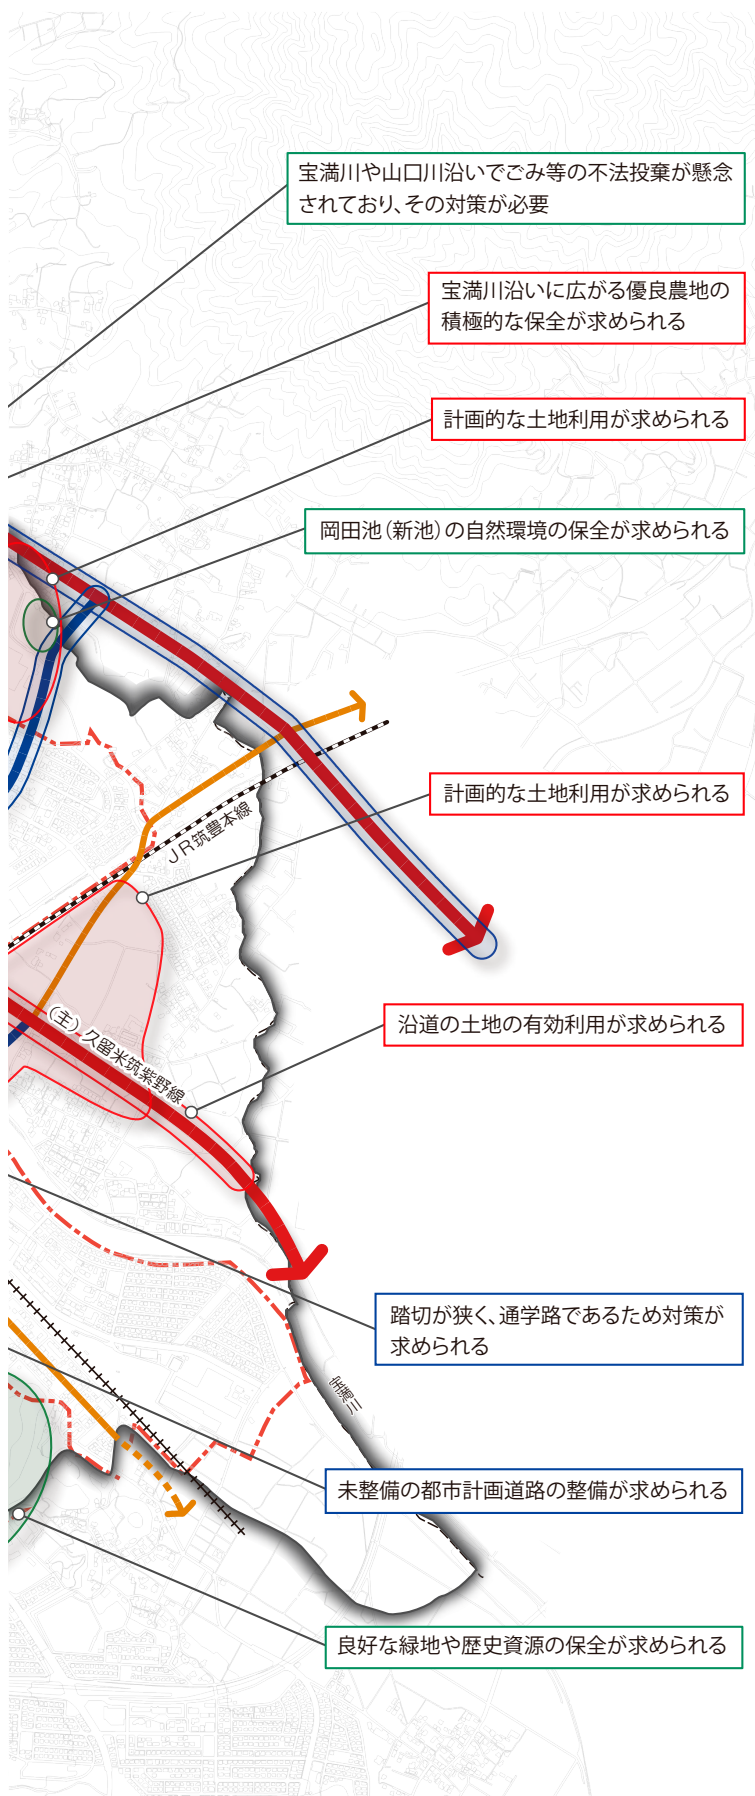 宝満川や山口川沿いでごみ等の不法投棄が懸念
されており、その対策が必要
宝満川沿いに広がる優良農地の
積極的な保全が求められる
計画的な土地利用が求められる
岡田池(新池)の自然環境の保全が求められる
計画的な土地利用が求められる
JR筑豊本線
沿道の土地の有効利用が求められる
(主)久留米筑紫野線
踏切が狭く、通学路であるため対策が
求められる
宝満川
未整備の都市計画道路の整備が求められる
良好な緑地や歴史資源の保全が求められる